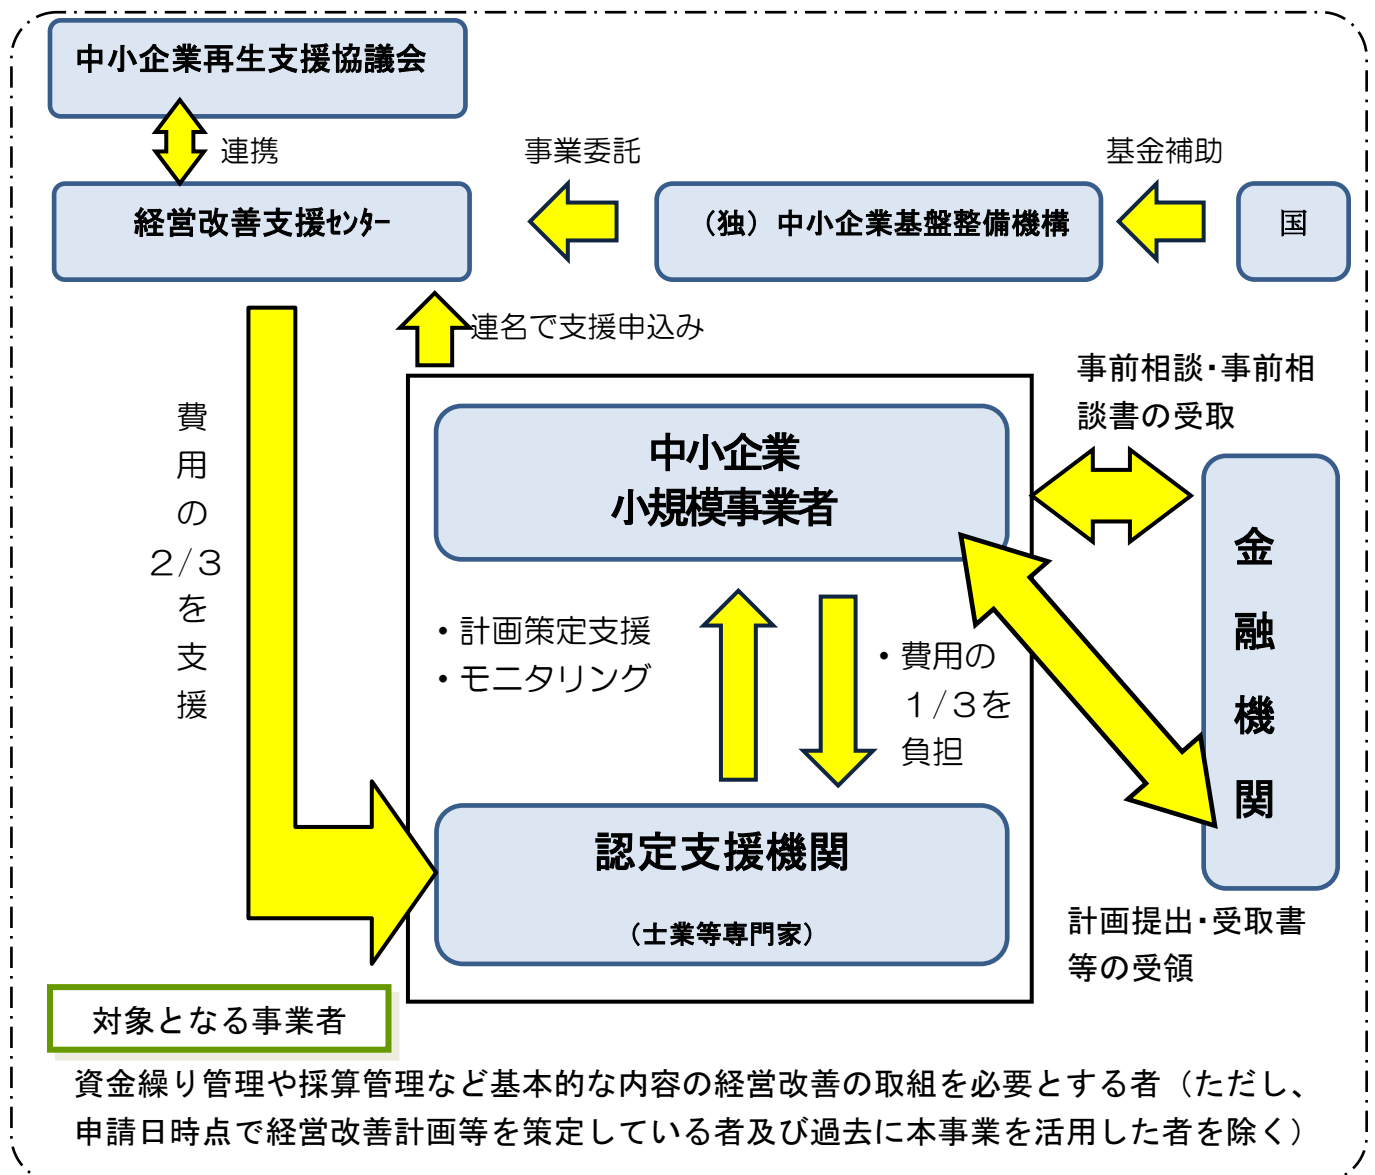 中小企業再生支援協議会
連携
事業委託
基金補助
経営改善支援ｾﾝﾀｰ
（独）中小企業基盤整備機構
国
連名で支援申込み
事前相談・事前相
談書の受取
費用の2/3を支援
中小企業
小規模事業者
金融機関
・計画策定支援
・モニタリング
・費用の
1/3を
負担
認定支援機関
（士業等専門家）
計画提出・受取書
等の受領
対象となる事業者
資金繰り管理や採算管理など基本的な内容の経営改善の取組を必要とする者（ただし、
申請日時点で経営改善計画等を策定している者及び過去に本事業を活用した者を除く）